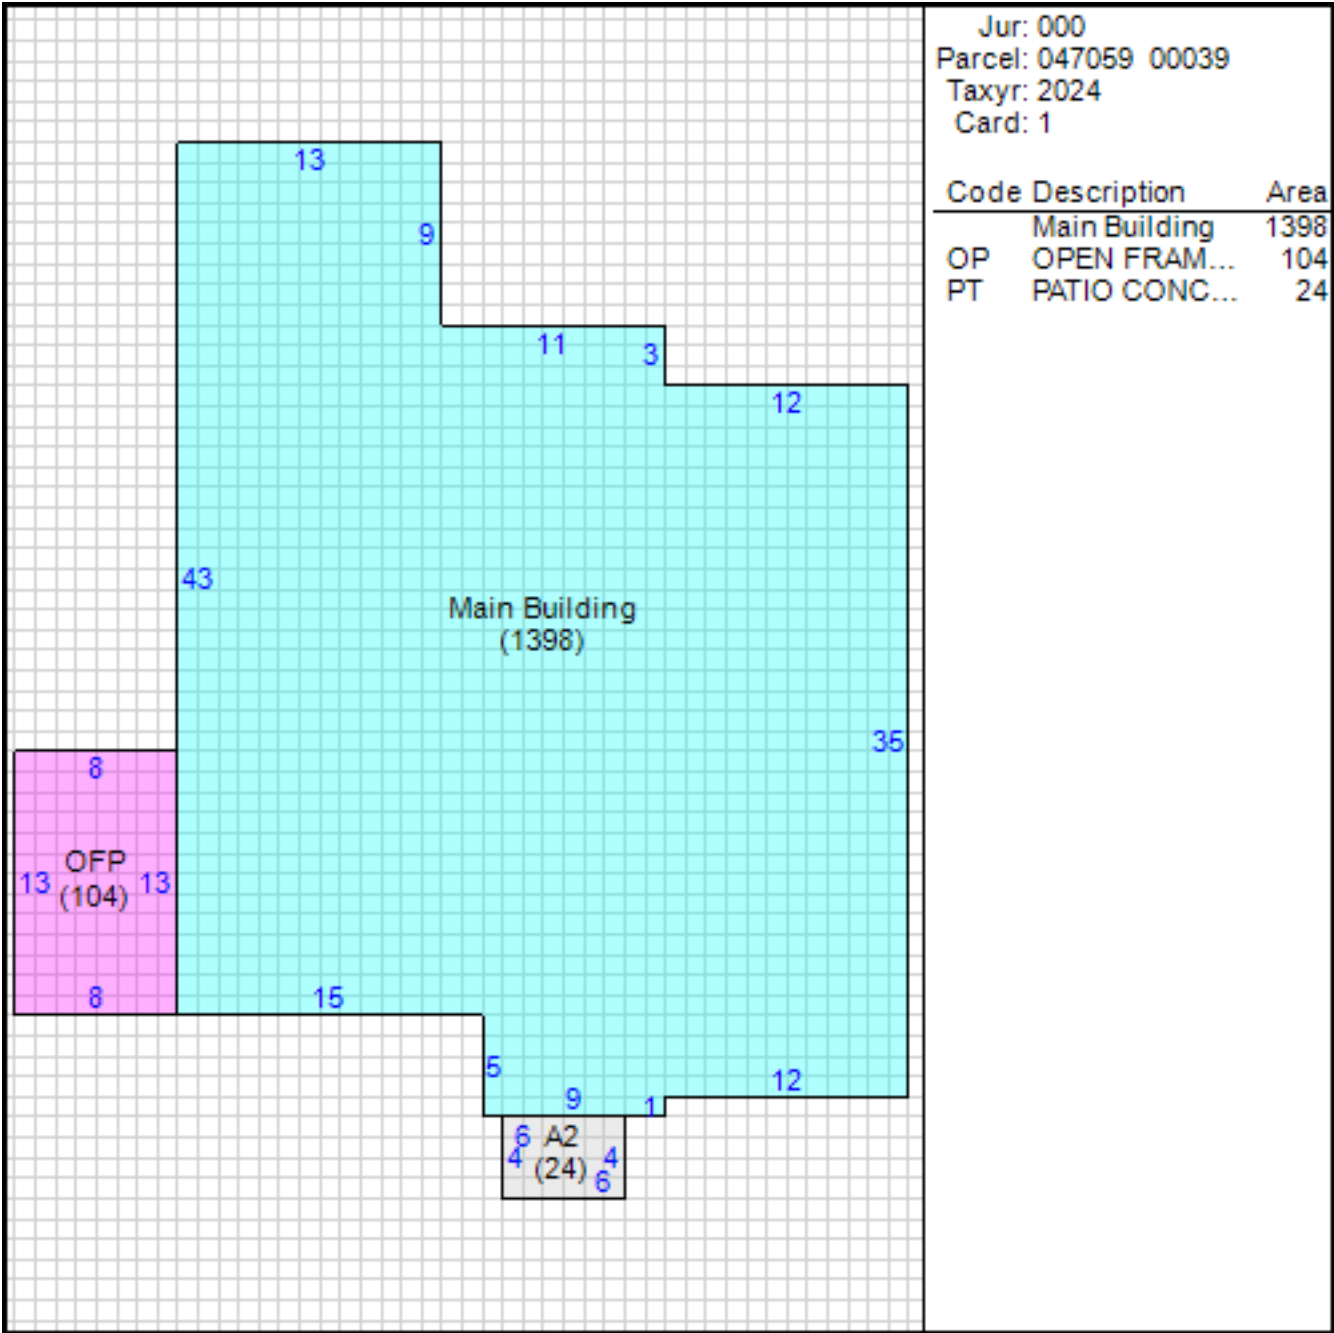 Jur: 000
Parcel: 047059 00039
Taxyr: 2024
Card: 1
Code Description Area
Main Building 1398
OP OPEN FRAM... 104
PT PATIO CONC... 24
13
9
11
3
12
43
Main Building
(1398)
35
8
OFP
13 (104) 13
8
15
5
9
1
12
6 A2
4 (24) 4
6